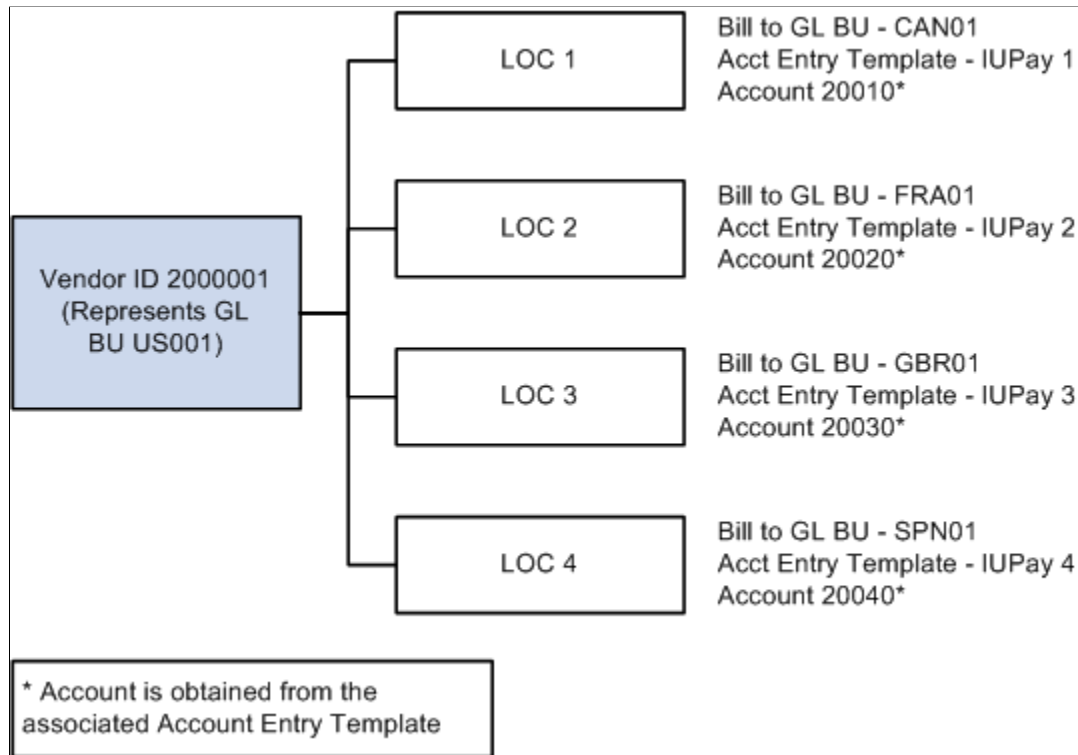 LOC 1
Bill to GL BU - CAN01
Acct Entry Template - IUPay 1
Account 20010*
LOC 2
Bill to GL BU - FRA01
Acct Entry Template - IUPay 2
Account 20020*
Vendor ID 2000001
(Represents GL
BU US001)
LOC 3
Bill to GL BU - GBR01
Acct Entry Template - IUPay 3
Account 20030*
LOC 4
Bill to GL BU - SPN01
Acct Entry Template - IUPay 4
Account 20040*
* Account is obtained from the
associated Account Entry Template